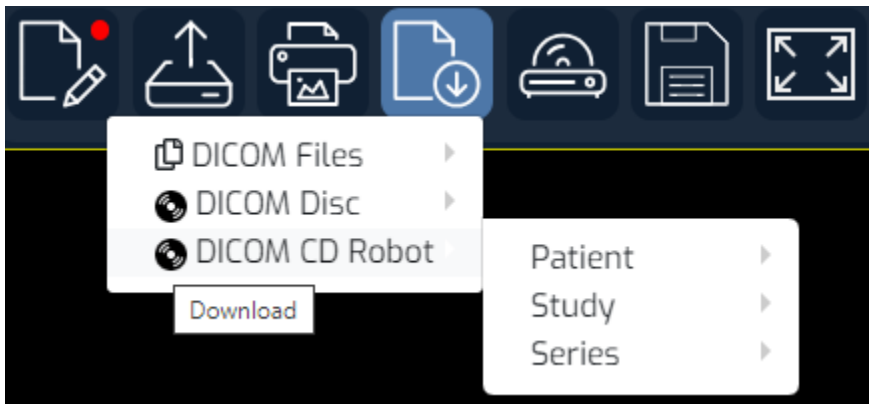 DICOM Files
DICOM Disc
DICOM CD Robot
Download
Patient
Study
Series